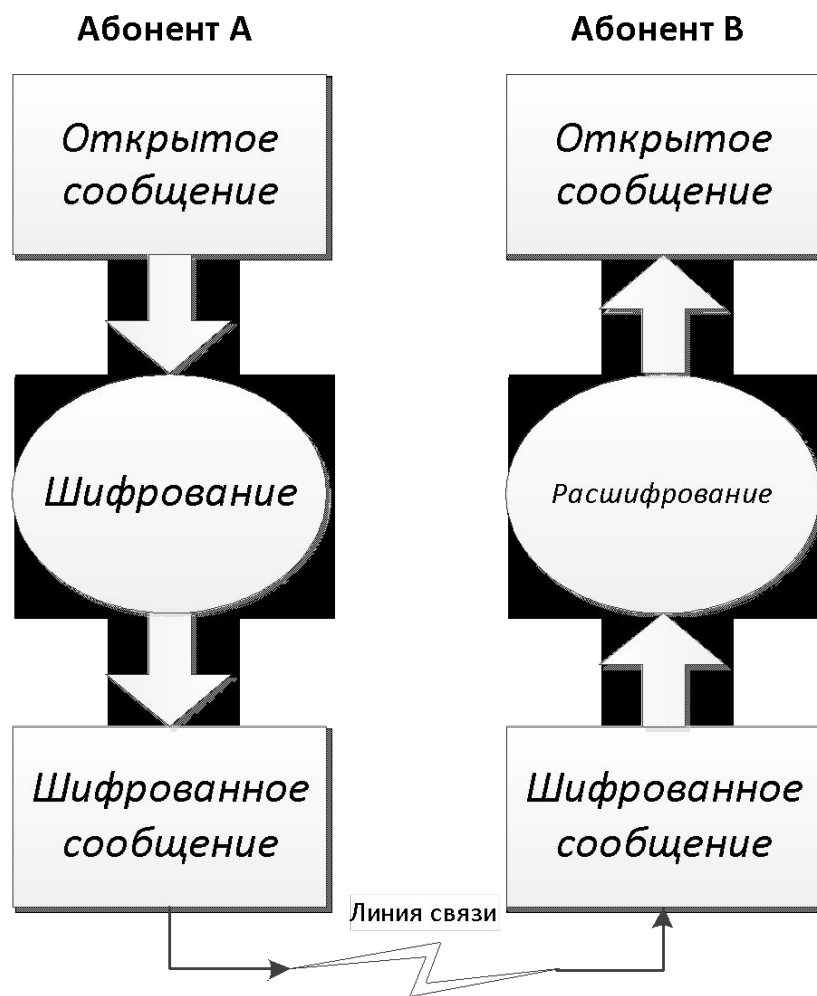 Абонент А
Открытое
сообщение
Шифрование
Шифрованное
сообщение
Линия связи
Абонент В
Открытое
сообщение
Расшифрование
Шифрованное
сообщение